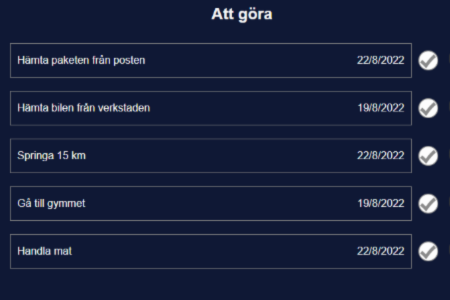 Att göra
Hämta paketen från posten 22/8/2022
Hämta bilen från verkstaden 19/8/2022
Springa 15 km 22/8/2022
Gå till gymmet 19/8/2022
Handla mat 22/8/2022